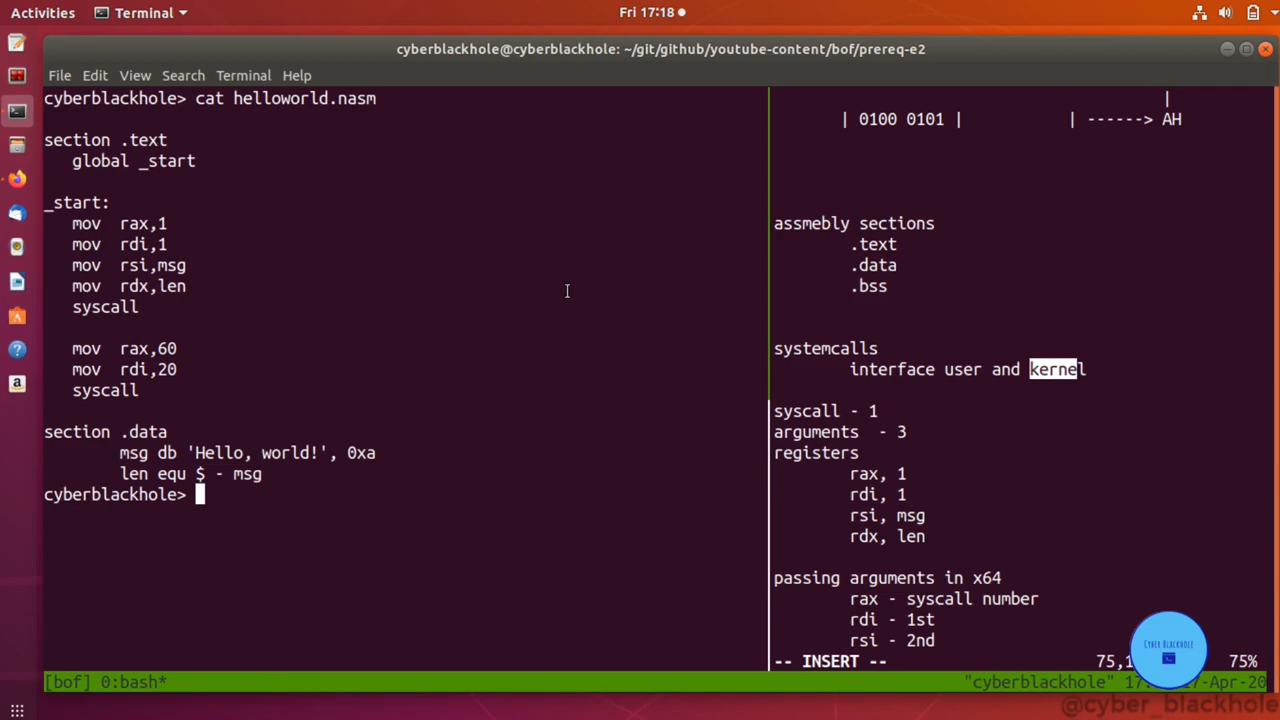 Activities Terminal Fri 17:18
cyberblackhole@cyberblackhole: ~/git/github/youtube-content/bof/prereq-e2
File Edit View Search Terminal Help
cyberblackhole> cat helloworld.nasm
section .text
global _start
_start:
mov rax,1
mov rdi,1
mov rsi,msg
mov rdx,len
syscall
mov rax,60
mov rdi,20
syscall
section .data
msg db 'Hello, world!', 0xa
len equ $ - msg
cyberblackhole>
|
| 0100 0101 | | ------> AH
assmebly sections
.text
.data
.bss
systemcalls
interface user and kernel
syscall - 1
arguments - 3
registers
rax, 1
rdi, 1
rsi, msg
rdx, len
passing arguments in x64
rax - syscall number
rdi - 1st
rsi - 2nd
-- INSERT -- 75% 
CYBER BLACKHOLE
[bof] 0:bash* "cyberblackhole" 17-Apr-20
@cyber_blackhole